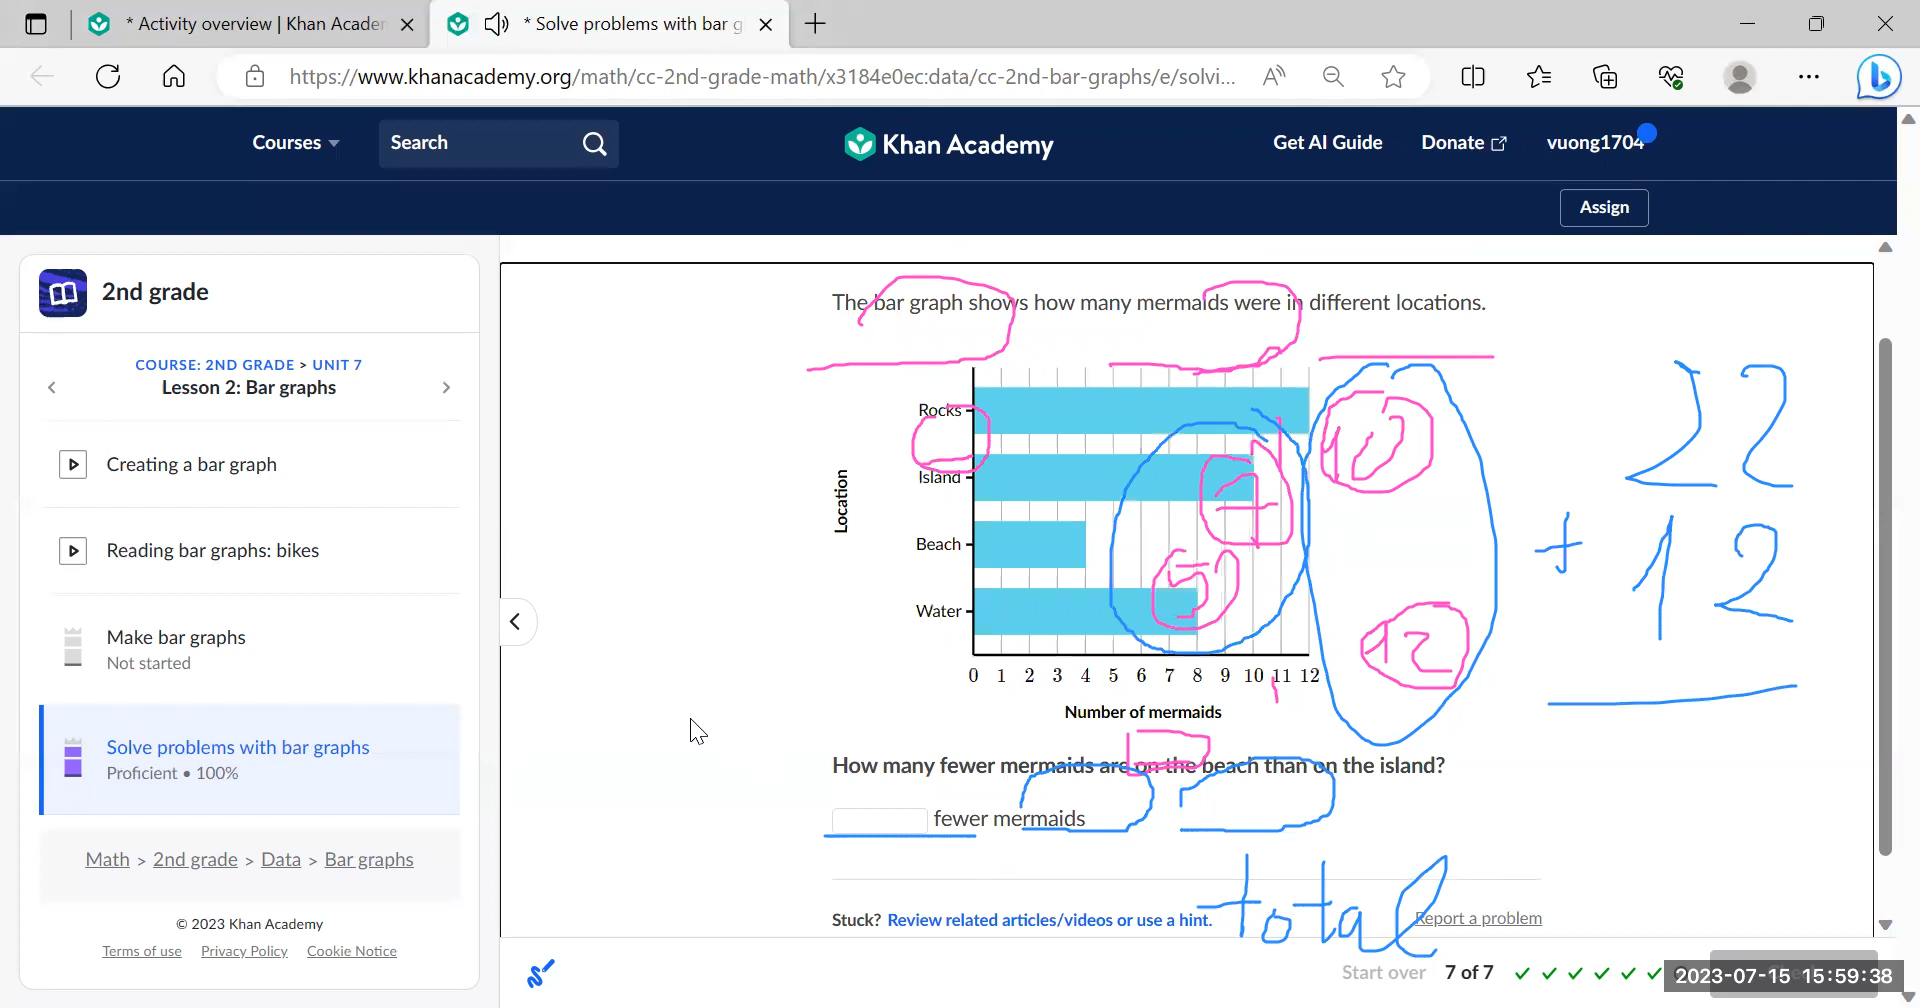 * Activity overview | Khan Academ
* Solve problems with bar g
https://www.khanacademy.org/math/cc-2nd-grade-math/x3184e0ec:data/cc-2nd-bar-graphs/e/solvi...
Courses
Search
Khan Academy
Get AI Guide
Donate
vuong1704
Assign
2nd grade
COURSE: 2ND GRADE > UNIT 7
Lesson 2: Bar graphs
Creating a bar graph
Reading bar graphs: bikes
Make bar graphs
Not started
Solve problems with bar graphs
Proficient • 100%
Math > 2nd grade > Data > Bar graphs
© 2023 Khan Academy
Terms of use Privacy Policy Cookie Notice
The bar graph shows how many mermaids were in different locations.
Location
Rocks
Island
Beach
Water
0 1 2 3 4 5 6 7 8 9 10 11 12
Number of mermaids
7
5
10
12
22
+ 12
How many fewer mermaids are on the beach than on the island?
fewer mermaids
total
Stuck? Review related articles/videos or use a hint.
Report a problem
Start over 7 of 7
2023-07-15 15:59:38